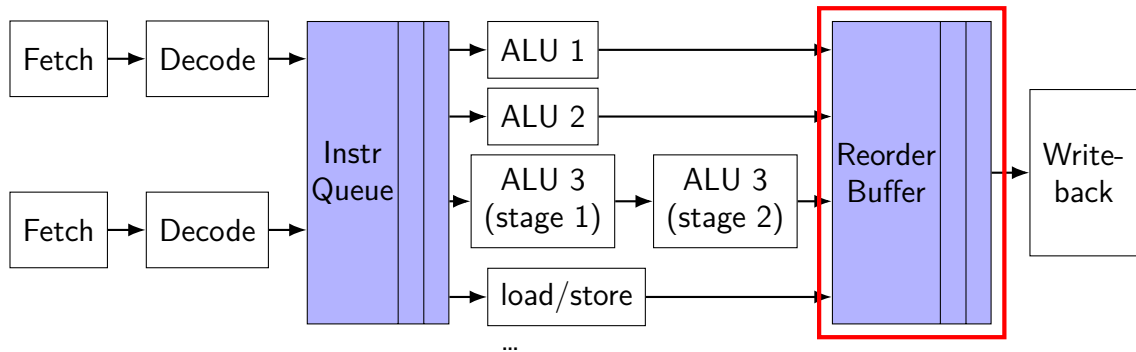 Fetch
Decode
Fetch
Decode
Instr
Queue
ALU 1
ALU 2
ALU 3
(stage 1)
ALU 3
(stage 2)
load/store
...
Reorder
Buffer
Write-
back